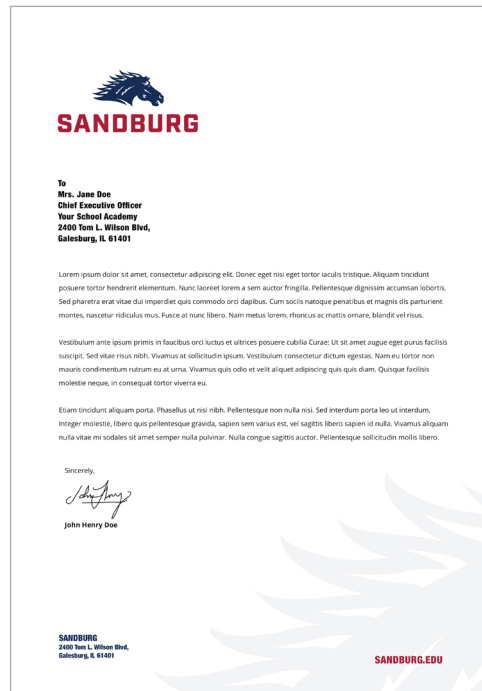 SANDBURG
To
Mrs. Jane Doe
Chief Executive Officer
Your School Academy
2400 Tom L. Wilson Blvd,
Galesburg, IL 61401
Lorem ipsum dolor sit amet, consectetur adipiscing elit. Donec eget nisi eget tortor iaculis tristique. Aliquam tincidunt
posuere tortor hendrerit elementum. Nunc laoreet lorem a sem auctor fringilla. Pellentesque dignissim accumsan lobortis.
Sed pharetra erat vitae dui imperdiet quis commodo orci dapibus. Cum sociis natoque penatibus et magnis dis parturient
montes, nascetur ridiculus mus. Fusce at nunc libero. Nam metus lorem, rhoncus ac mattis ornare, blandit vel risus.
Vestibulum ante ipsum primis in faucibus orci luctus et ultrices posuere cubilia Curae; Ut sit amet augue eget purus facilisis
suscipit. Sed vitae risus nibh. Vivamus at sollicitudin ipsum. Vestibulum consectetur dictum egestas. Nam eu tortor non
mauris condimentum rutrum eu at urna. Vivamus quis odio et velit aliquet adipiscing quis quis diam. Quisque facilisis
molestie neque, in consequat tortor viverra eu.
Etiam tincidunt aliquam porta. Phasellus ut nisi nibh. Pellentesque non nulla nisi. Sed interdum porta leo ut interdum.
Integer molestie, libero quis pellentesque gravida, sapien sem varius est, vel sagittis libero sapien id nulla. Vivamus aliquam
nulla vitae mi sodales sit amet semper nulla pulvinar. Nulla congue sagittis auctor. Pellentesque sollicitudin mollis libero.
Sincerely,
John Henry Doe
SANDBURG
2400 Tom L. Wilson Blvd,
Galesburg, IL 61401
SANDBURG.EDU